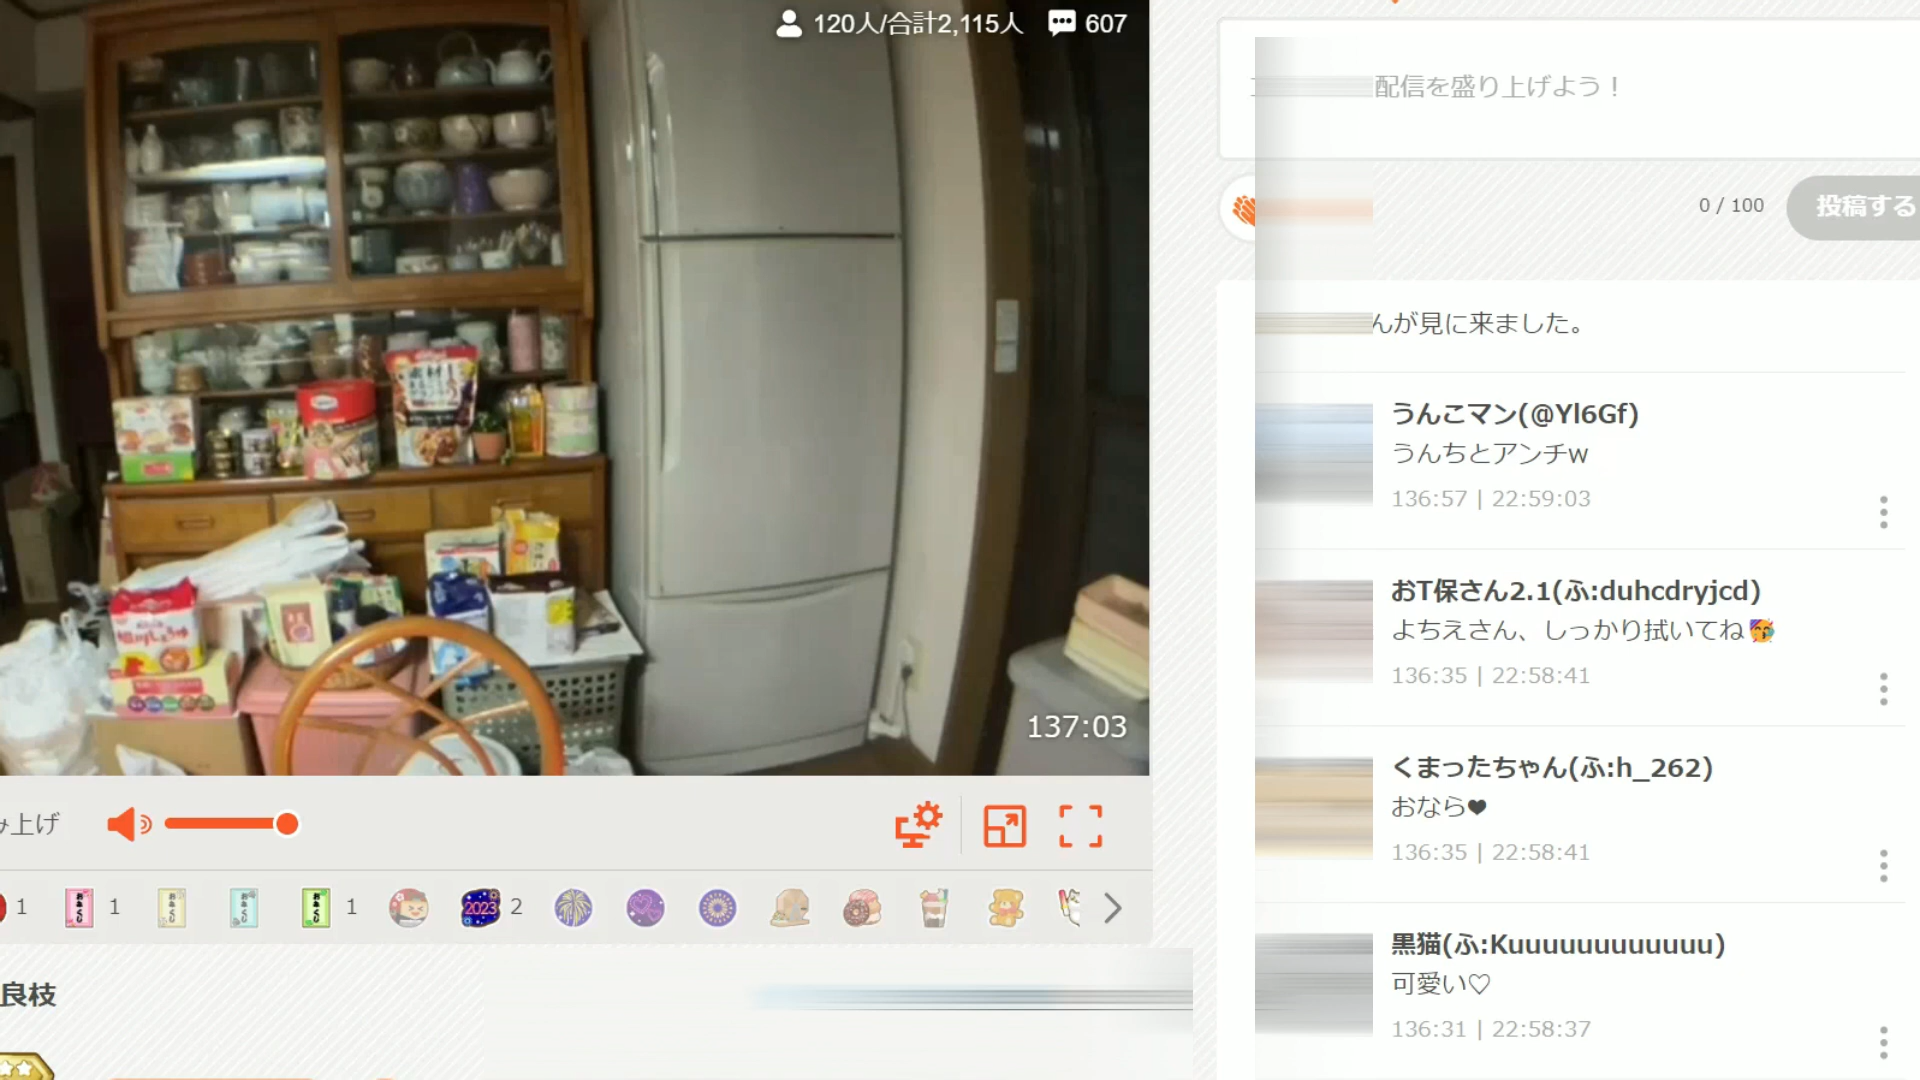 120人/合計2,115人 607
配信を盛り上げよう！
0 / 100 投稿する
んが見に来ました。
うんこマン(@Yl6Gf)
うんちとアンチw
136:57 | 22:59:03
おT保さん2.1(ふ:duhcdryjcd)
よちえさん、しっかり拭いてね🥳
136:35 | 22:58:41
くまったちゃん(ふ:h_262)
おなら❤
136:35 | 22:58:41
黒猫(ふ:Kuuuuuuuuuuuu)
可愛い♡
136:31 | 22:58:37
137:03
み上げ
1 1 1 2023 2
良枝